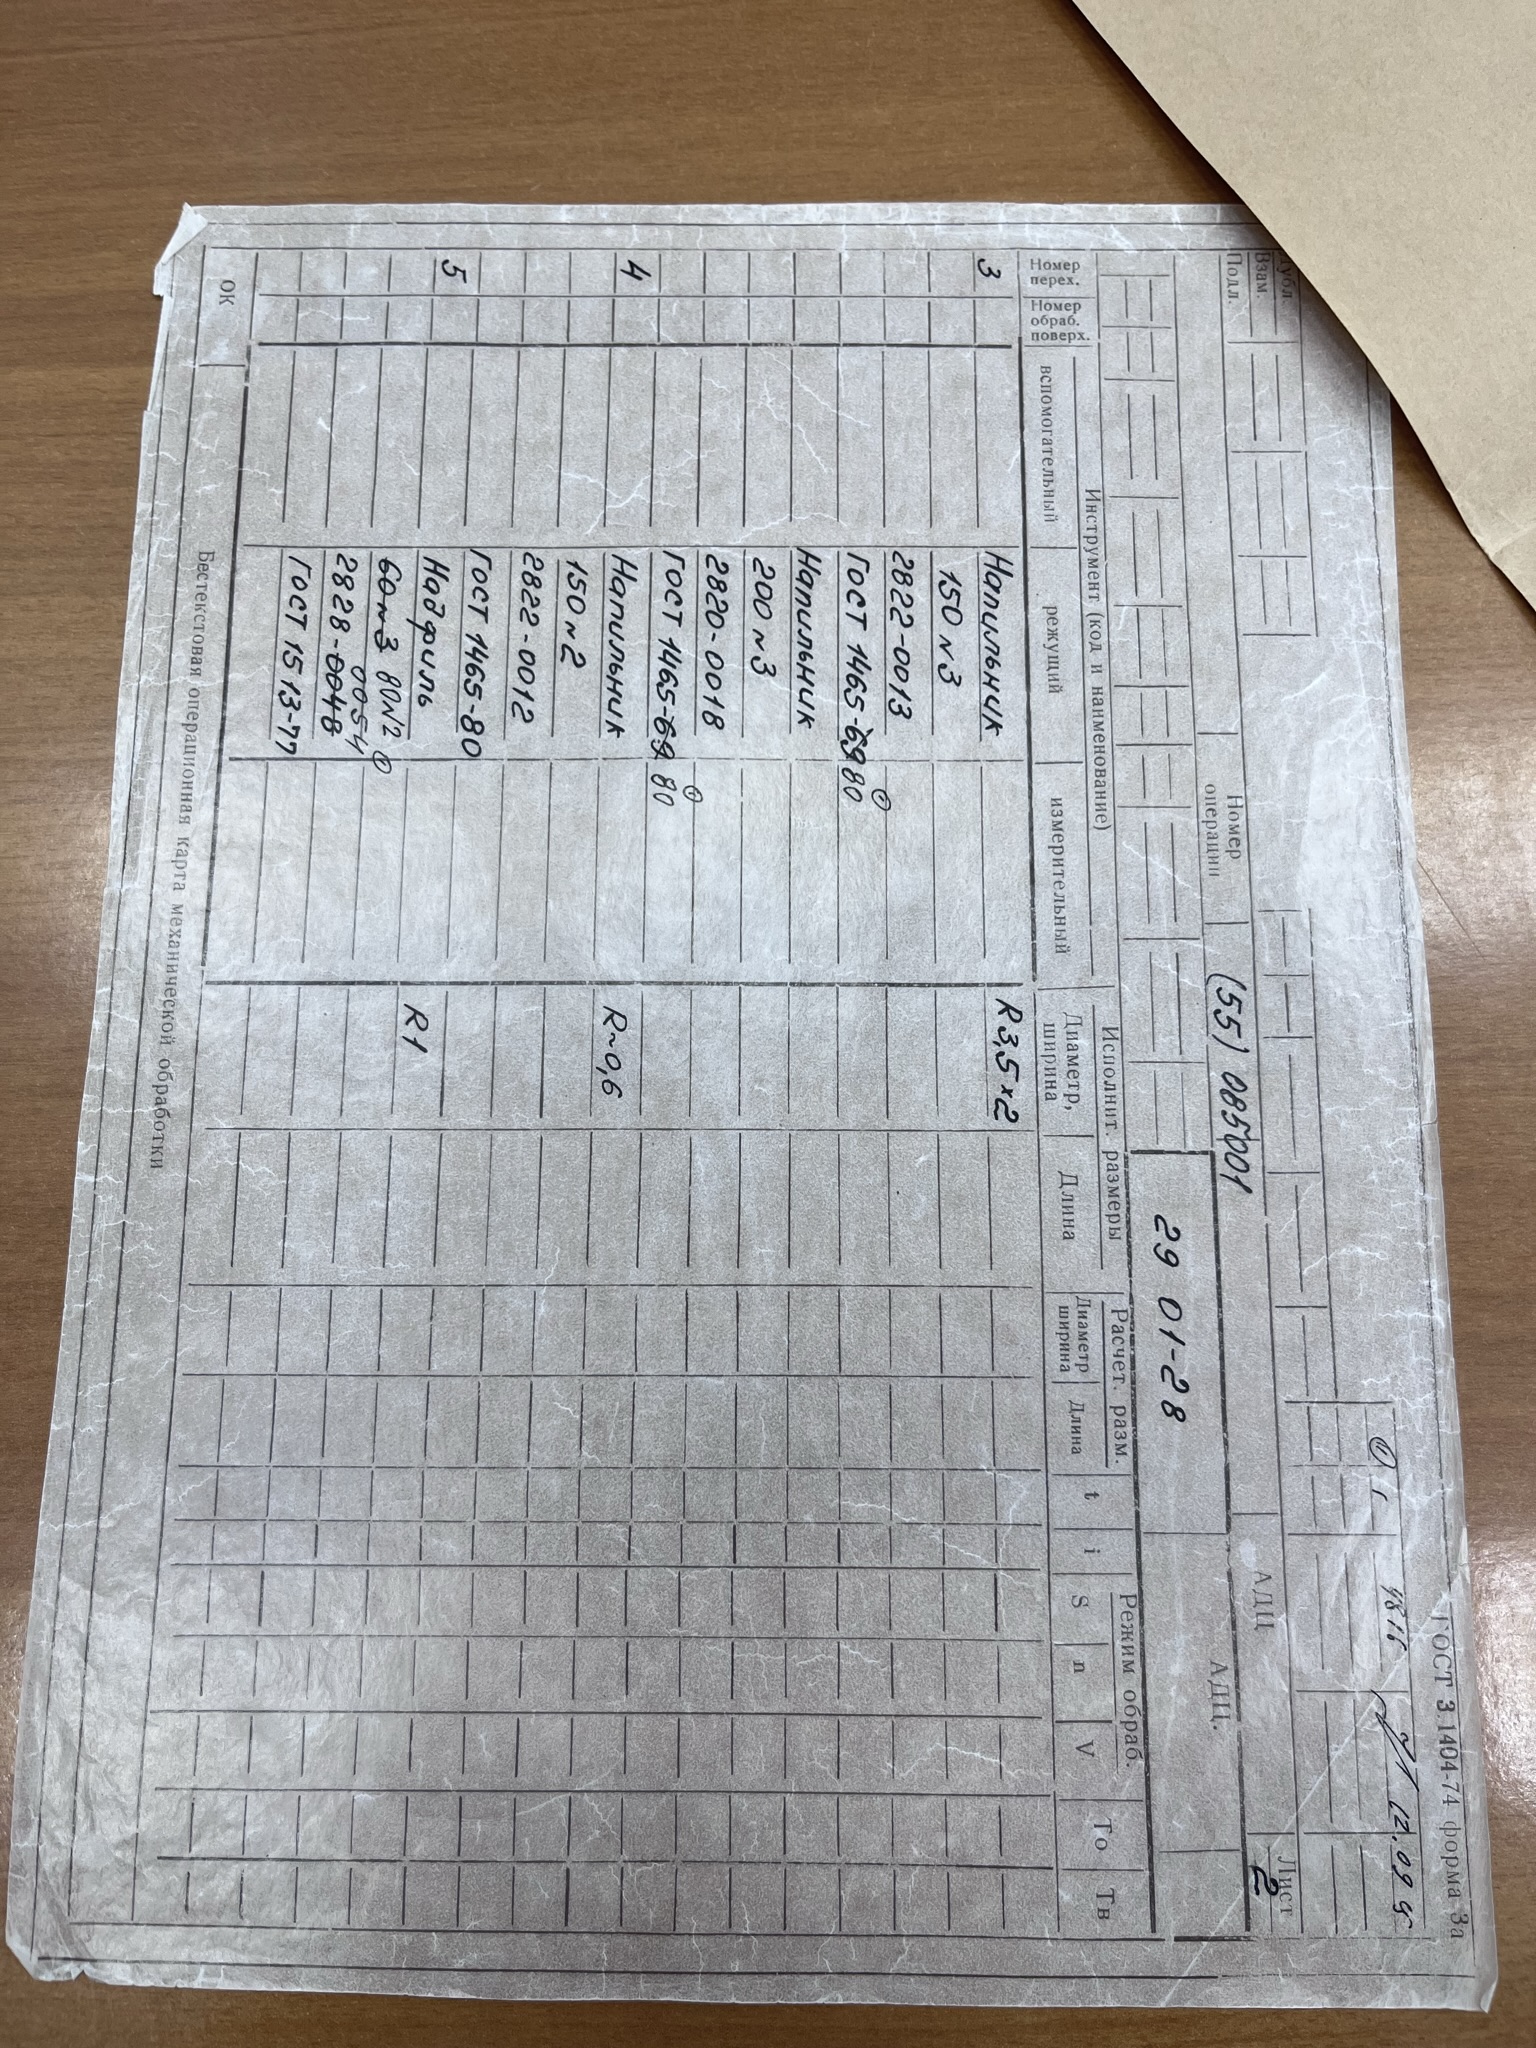 ГОСТ 3.1404-74 форма 3а
① 1 4816 12.09
Дубл.
Взам.
Подл.
Номер операции (55) 085001
АДЦ
Лист
2
29 01-28
АДЦ.
Номер перех.
Номер обраб. поверх.
Инструмент (код и наименование)
вспомогательный режущий измерительный
Исполнит. размеры
Диаметр, ширина Длина
Расчет. разм.
Диаметр ширина Длина
t i
Режим обраб.
S n V
То Тв
3 Напильник R3,5×2
150 №3
2822-0013
①
ГОСТ 1465-69 80
Напильник
200 №3
2820-0018
①
ГОСТ 1465-69 80
4 Напильник R~0,6
150 №2
2822-0012
ГОСТ 1465-80
5 Надфиль R1
60 №3 80№2 ①
0054
2828-0048
ГОСТ 1513-77
ОК Бестекстовая операционная карта механической обработки